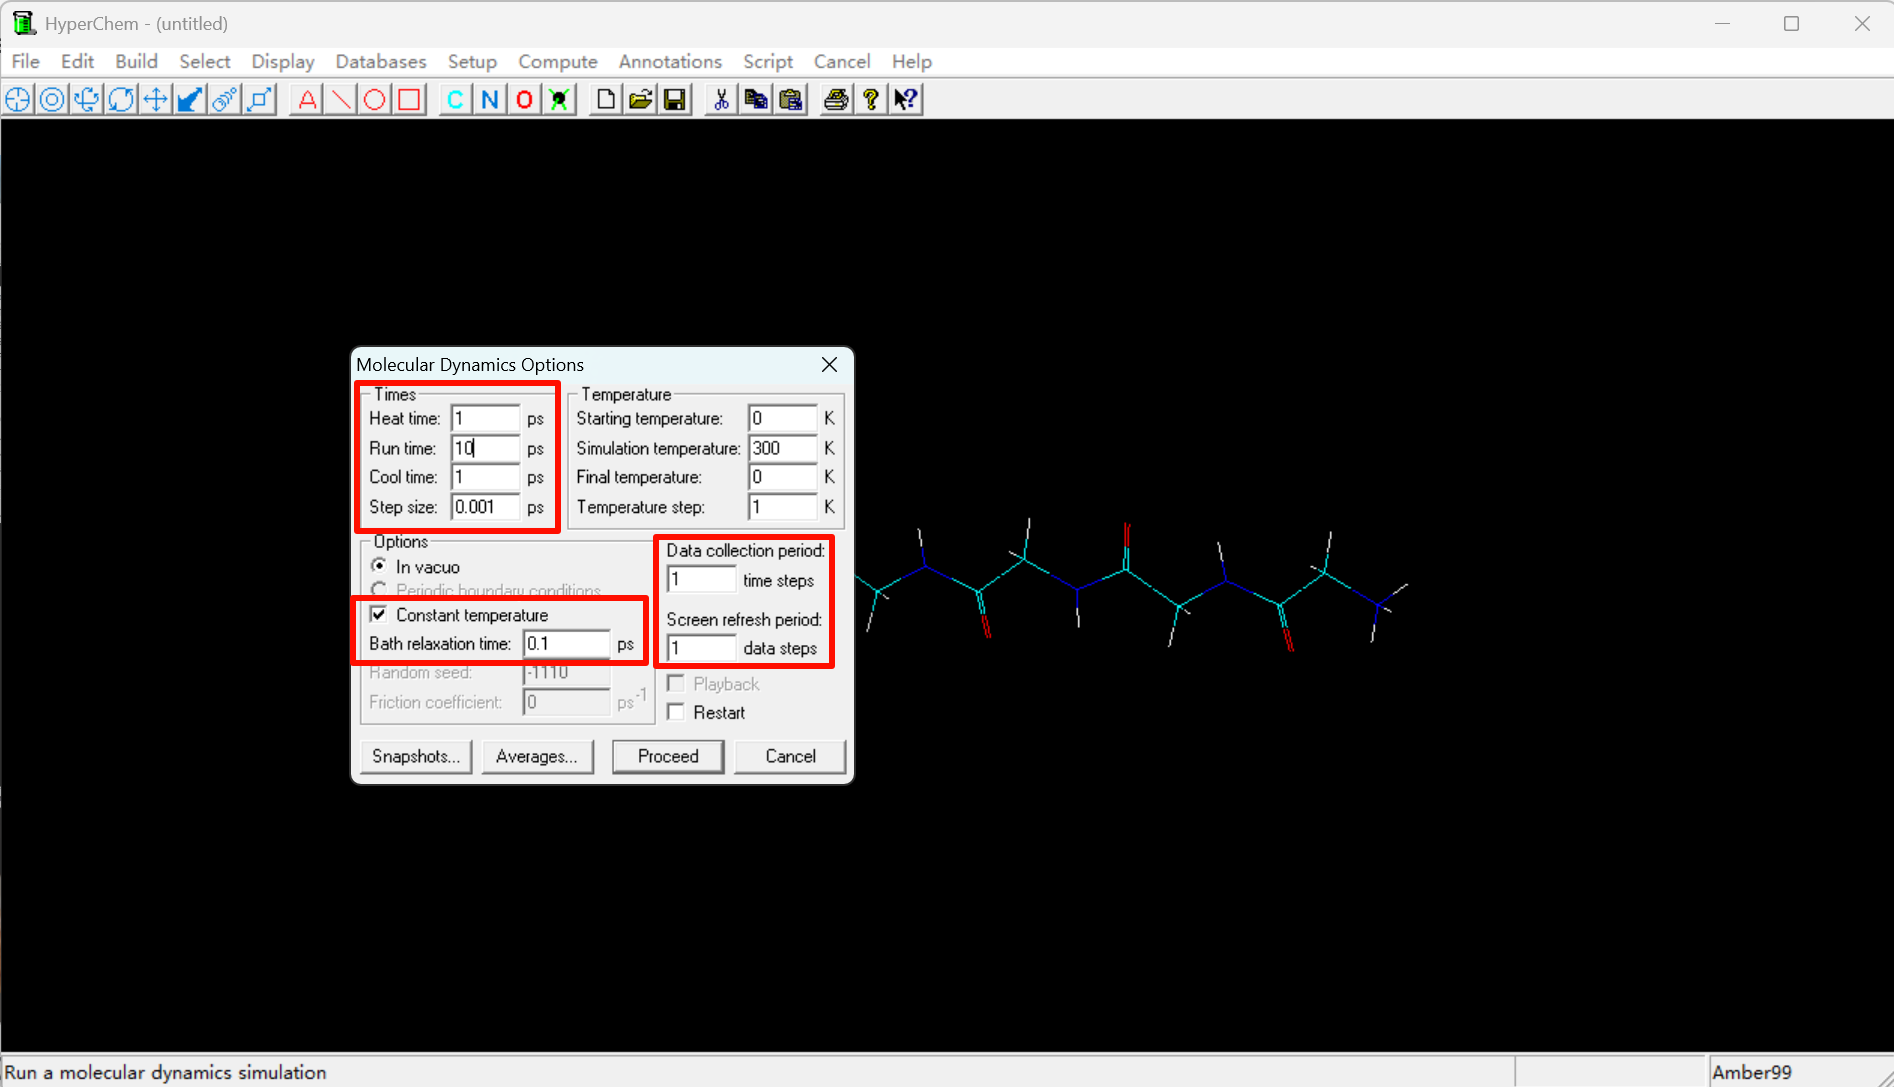 HyperChem - (untitled)
File Edit Build Select Display Databases Setup Compute Annotations Script Cancel Help
A C N O ? ?
Molecular Dynamics Options
Times
Heat time: 1 ps
Run time: 10 ps
Cool time: 1 ps
Step size: 0.001 ps
Temperature
Starting temperature: 0 K
Simulation temperature: 300 K
Final temperature: 0 K
Temperature step: 1 K
Options
In vacuo
Periodic boundary conditions
Constant temperature
Bath relaxation time: 0.1 ps
Random seed: -1110
Friction coefficient: 0 ps-1
Data collection period:
1 time steps
Screen refresh period:
1 data steps
Playback
Restart
Snapshots... Averages... Proceed Cancel
Run a molecular dynamics simulation
Amber99